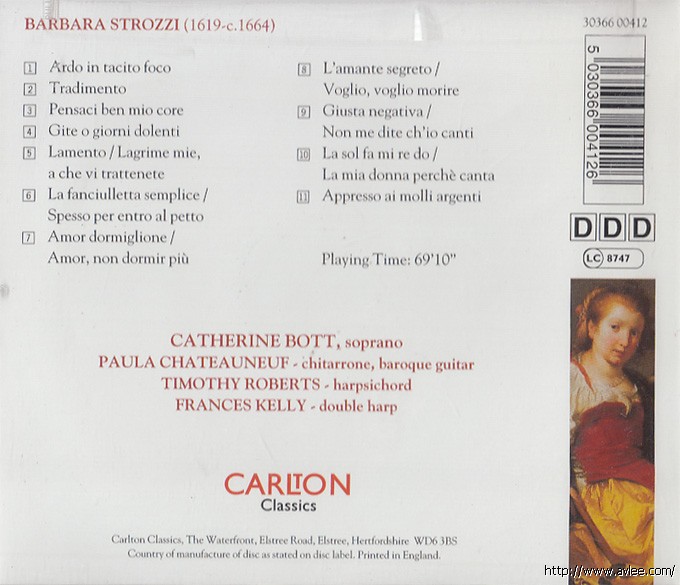 BARBARA STROZZI (1619-c.1664)
30366 00412
1 Ardo in tacito foco
2 Tradimento
3 Pensaci ben mio core
4 Gite o giorni dolenti
5 Lamento / Lagrime mie,
a che vi trattenete
6 La fanciulletta semplice /
Spesso per entro al petto
7 Amor dormiglione /
Amor, non dormir più
8 L'amante segreto /
Voglio, voglio morire
9 Giusta negativa /
Non me dite ch'io canti
10 La sol fa mi re do /
La mia donna perchè canta
11 Appresso ai molli argenti
Playing Time: 69'10"
5 030366 004126
DDD
LC 8747
CATHERINE BOTT, soprano
PAULA CHATEAUNEUF - chitarrone, baroque guitar
TIMOTHY ROBERTS - harpsichord
FRANCES KELLY - double harp
CARLTON
Classics
Carlton Classics, The Waterfront, Elstree Road, Elstree, Hertfordshire WD6 3BS
Country of manufacture of disc as stated on disc label. Printed in England.
http://www.avlee.com/